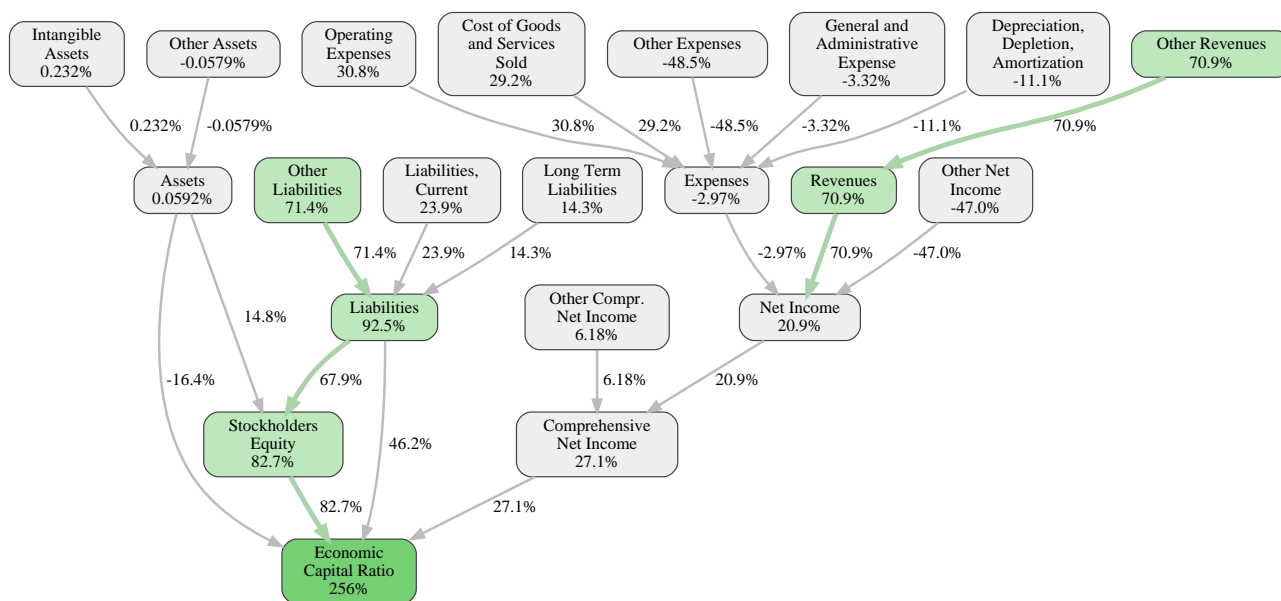 Intangible
Assets
0.232%
Other Assets
-0.0579%
Operating
Expenses
30.8%
Cost of Goods
and Services
Sold
29.2%
Other Expenses
-48.5%
General and
Administrative
Expense
-3.32%
Depreciation,
Depletion,
Amortization
-11.1%
Other Revenues
70.9%
0.232%
-0.0579%
30.8%
29.2%
-48.5%
-3.32%
-11.1%
70.9%
Assets
0.0592%
Other
Liabilities
71.4%
Liabilities,
Current
23.9%
Long Term
Liabilities
14.3%
Expenses
-2.97%
Revenues
70.9%
Other Net
Income
-47.0%
71.4%
23.9%
14.3%
-2.97%
70.9%
-47.0%
14.8%
Liabilities
92.5%
Other Compr.
Net Income
6.18%
Net Income
20.9%
-16.4%
67.9%
6.18%
20.9%
Stockholders
Equity
82.7%
46.2%
Comprehensive
Net Income
27.1%
82.7%
27.1%
Economic
Capital Ratio
256%